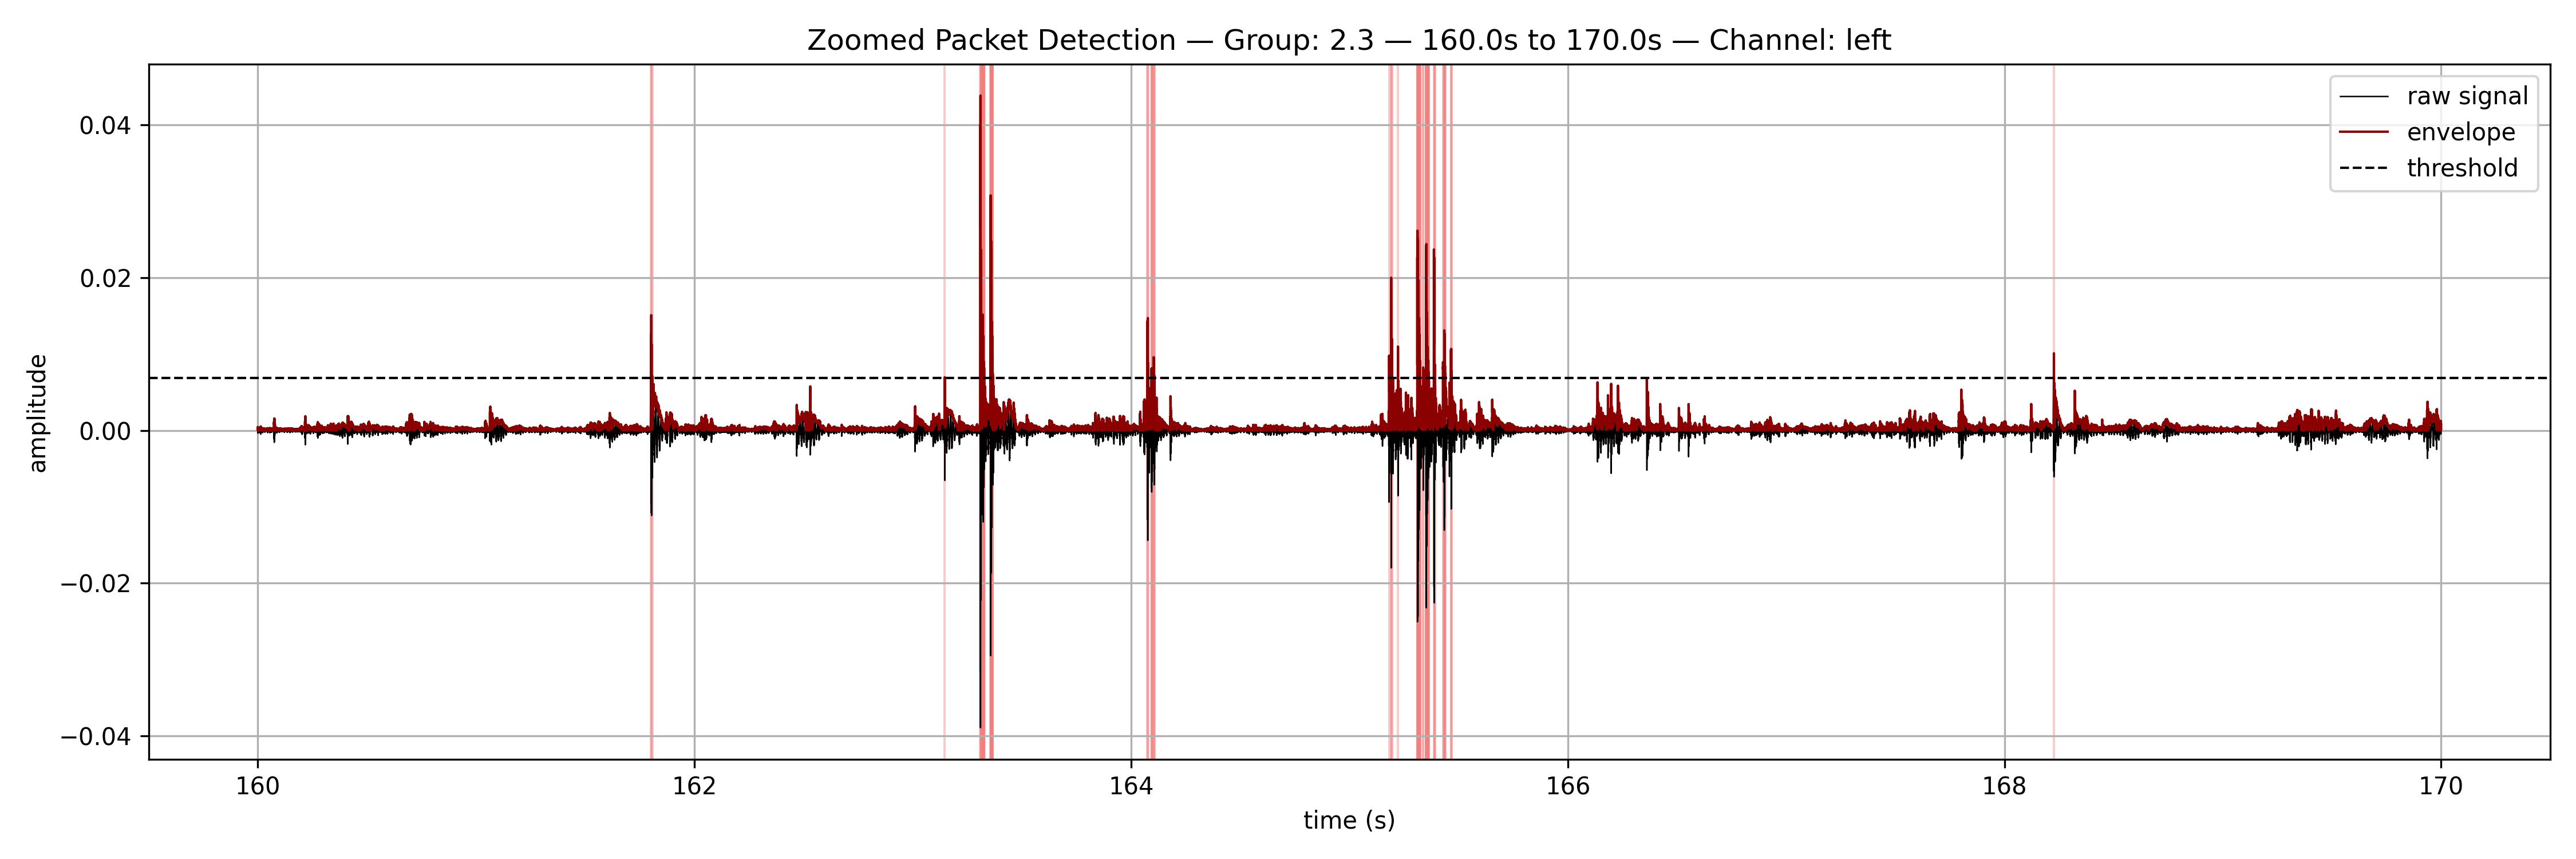 Zoomed Packet Detection — Group: 2.3 — 160.0s to 170.0s — Channel: left
raw signal
envelope
threshold
amplitude
0.04
0.02
0.00
−0.02
−0.04
160 162 164 166 168 170
time (s)